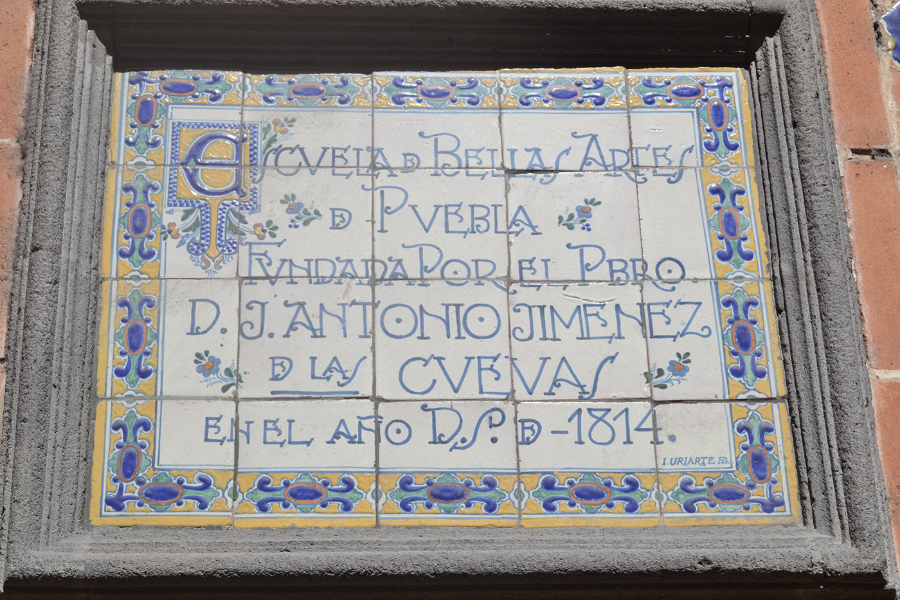 ESCVELA D BELLAS ARTES
D PVEBLA
FVNDADA POR EL PBRO
D. J. ANTONIO JIMENEZ
D LAS CVEVAS
EN EL AÑO D.S. D -1814.
I. URIARTE